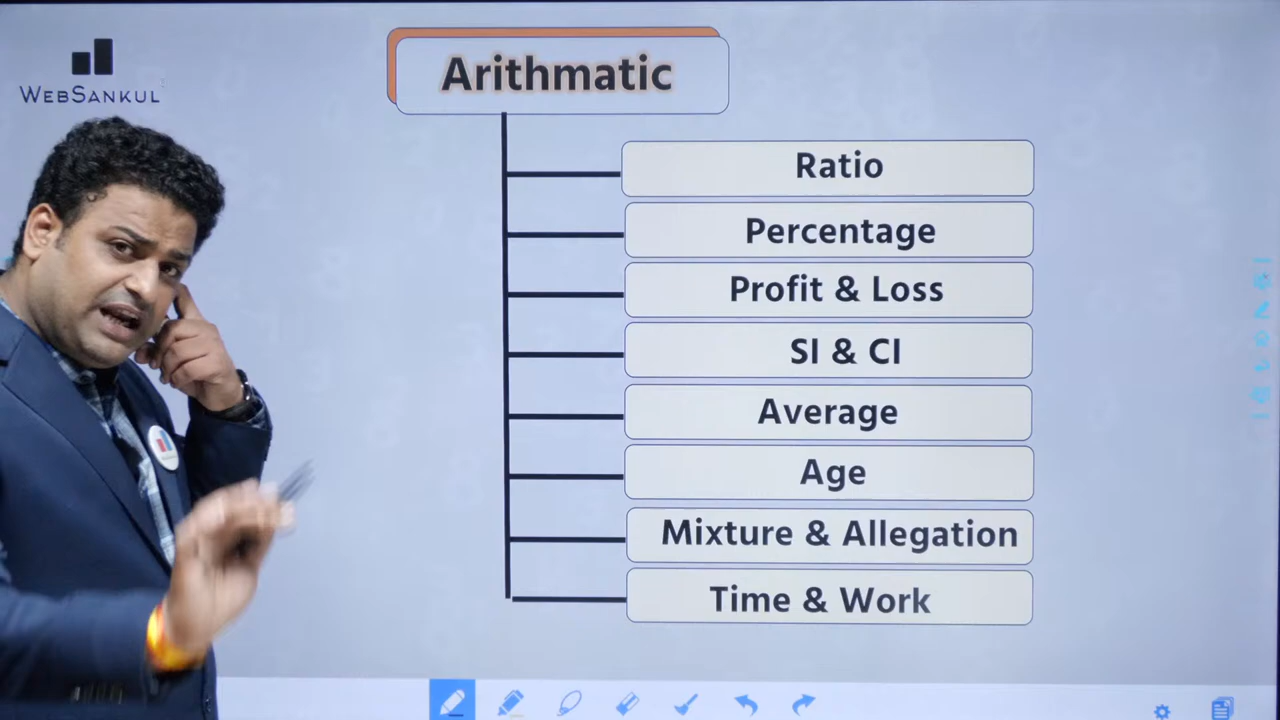 WEBSANKUL
Arithmatic
Ratio
Percentage
Profit & Loss
SI & CI
Average
Age
Mixture & Allegation
Time & Work